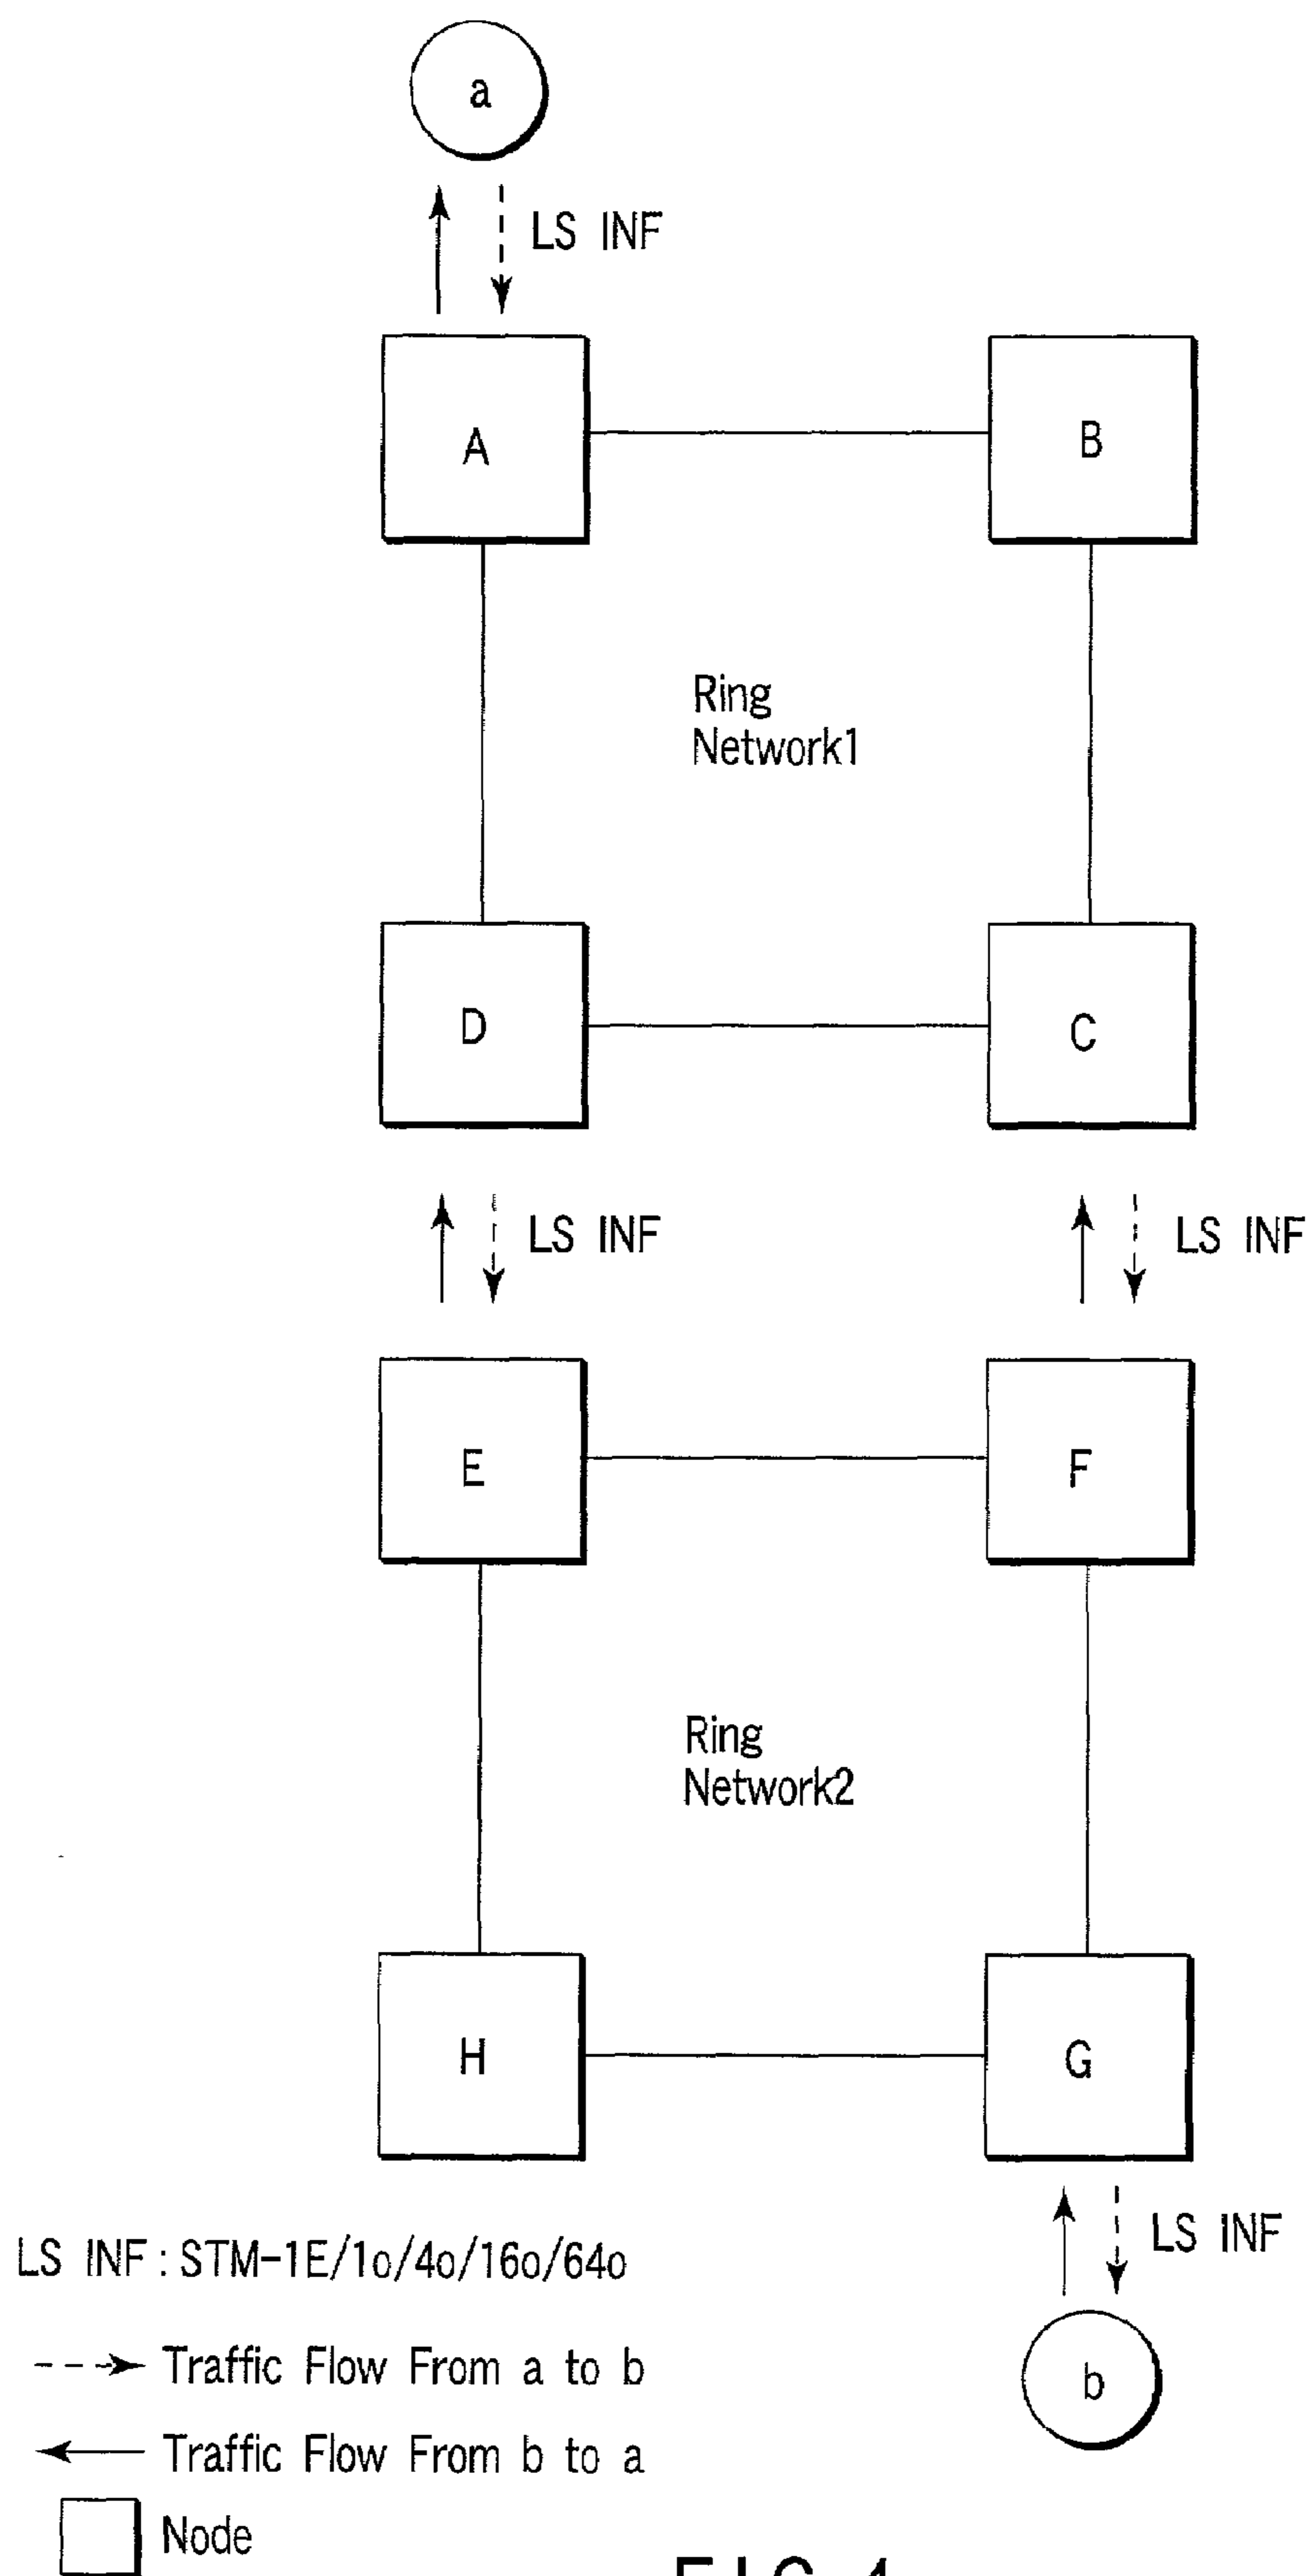 a
LS INF
A
B
Ring
Network1
D
C
LS INF
LS INF
E
F
Ring
Network2
H
G
LS INF : STM-1E/1o/4o/16o/64o
LS INF
Traffic Flow From a to b
b
Traffic Flow From b to a
Node